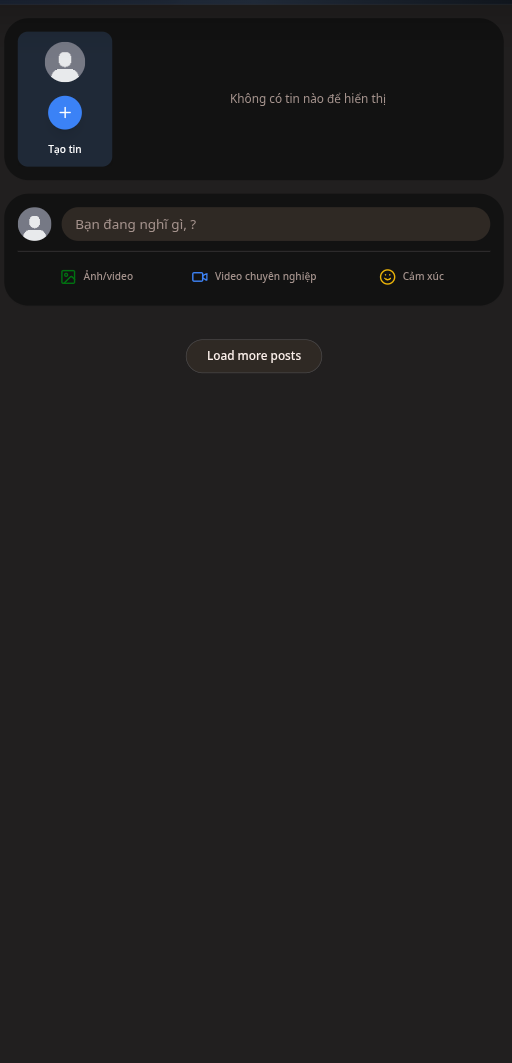 Không có tin nào để hiển thị
Tạo tin
Bạn đang nghĩ gì, ?
Ảnh/video
Video chuyên nghiệp
Cảm xúc
Load more posts